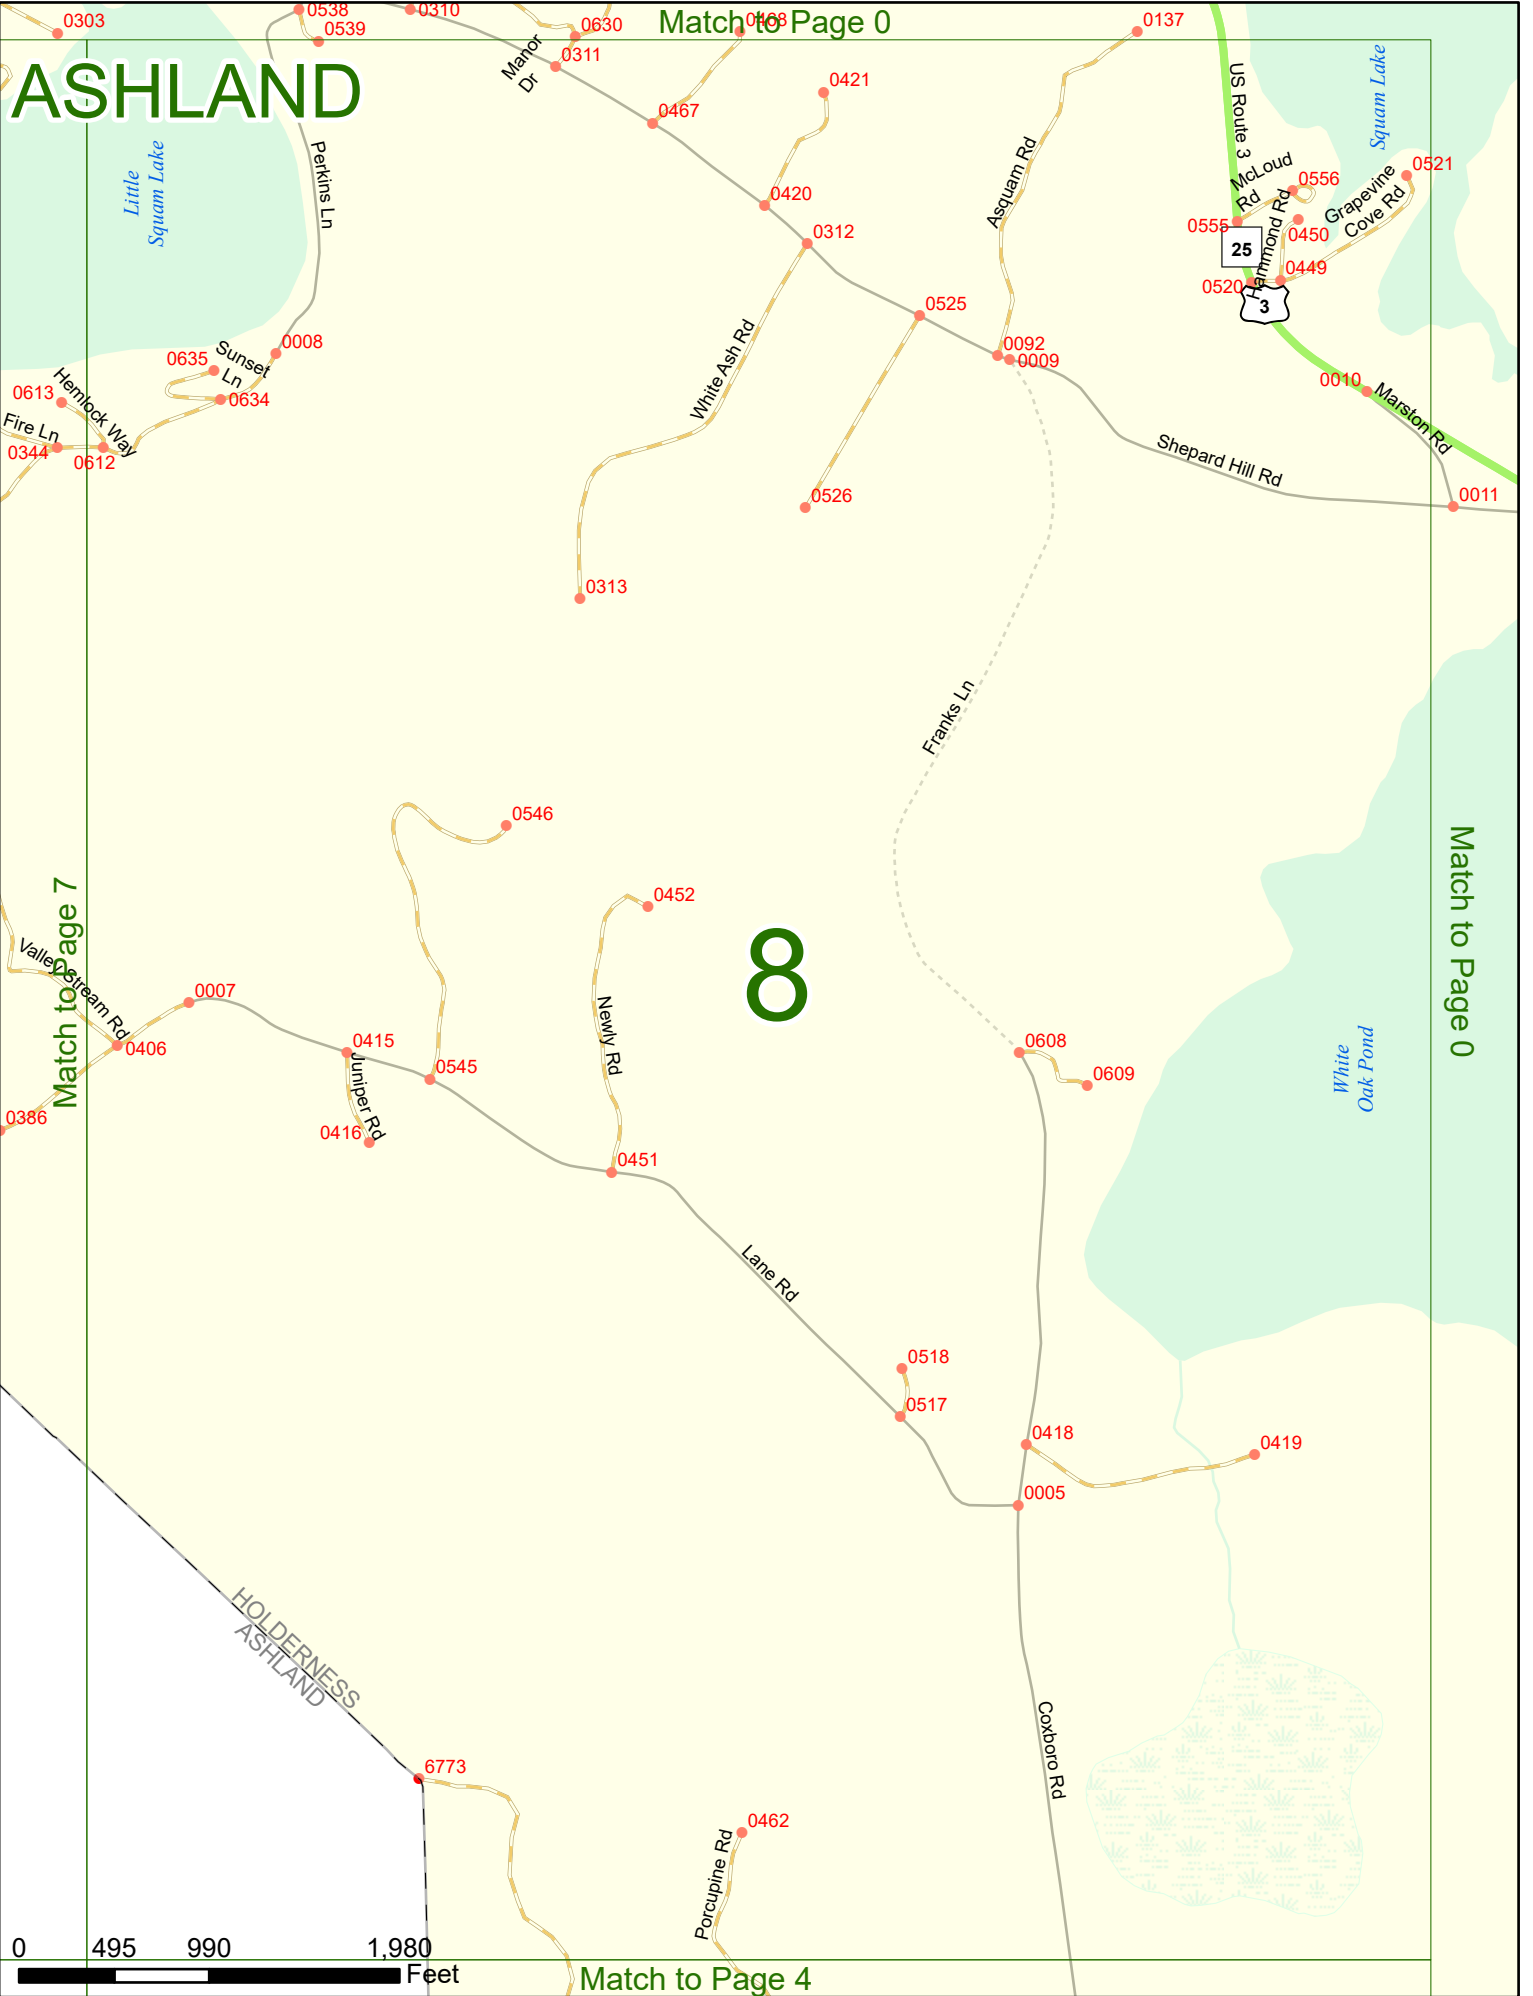 0303
0538
0310
0539
0630
Match to Page 0
0468
0137
Manor
Dr
0311
ASHLAND
0421
0467
US Route 3
Squam Lake
Little
Squam Lake
Perkins Ln
Asquam Rd
McLoud
Rd
0556
0521
Grapevine
Cove Rd
0420
0555
0450
Hammond Rd
0312
25
0449
0520
3
0525
0008
0092
0009
0635
Sunset
Ln
White Ash Rd
0010
Marston Rd
0613
Hemlock Way
0634
Fire Ln
0344
0612
Shepard Hill Rd
0526
0011
0313
Franks Ln
0546
Match to Page 7
0452
Match to Page 0
8
Valley Stream Rd
0007
Newly Rd
0406
0415
Juniper Rd
0545
0608
White
Oak Pond
0609
0386
0416
0451
Lane Rd
0518
0517
0418
0419
0005
HOLDERNESS
ASHLAND
Coxboro Rd
6773
0462
Porcupine Rd
0 495 990 1,980
Feet
Match to Page 4